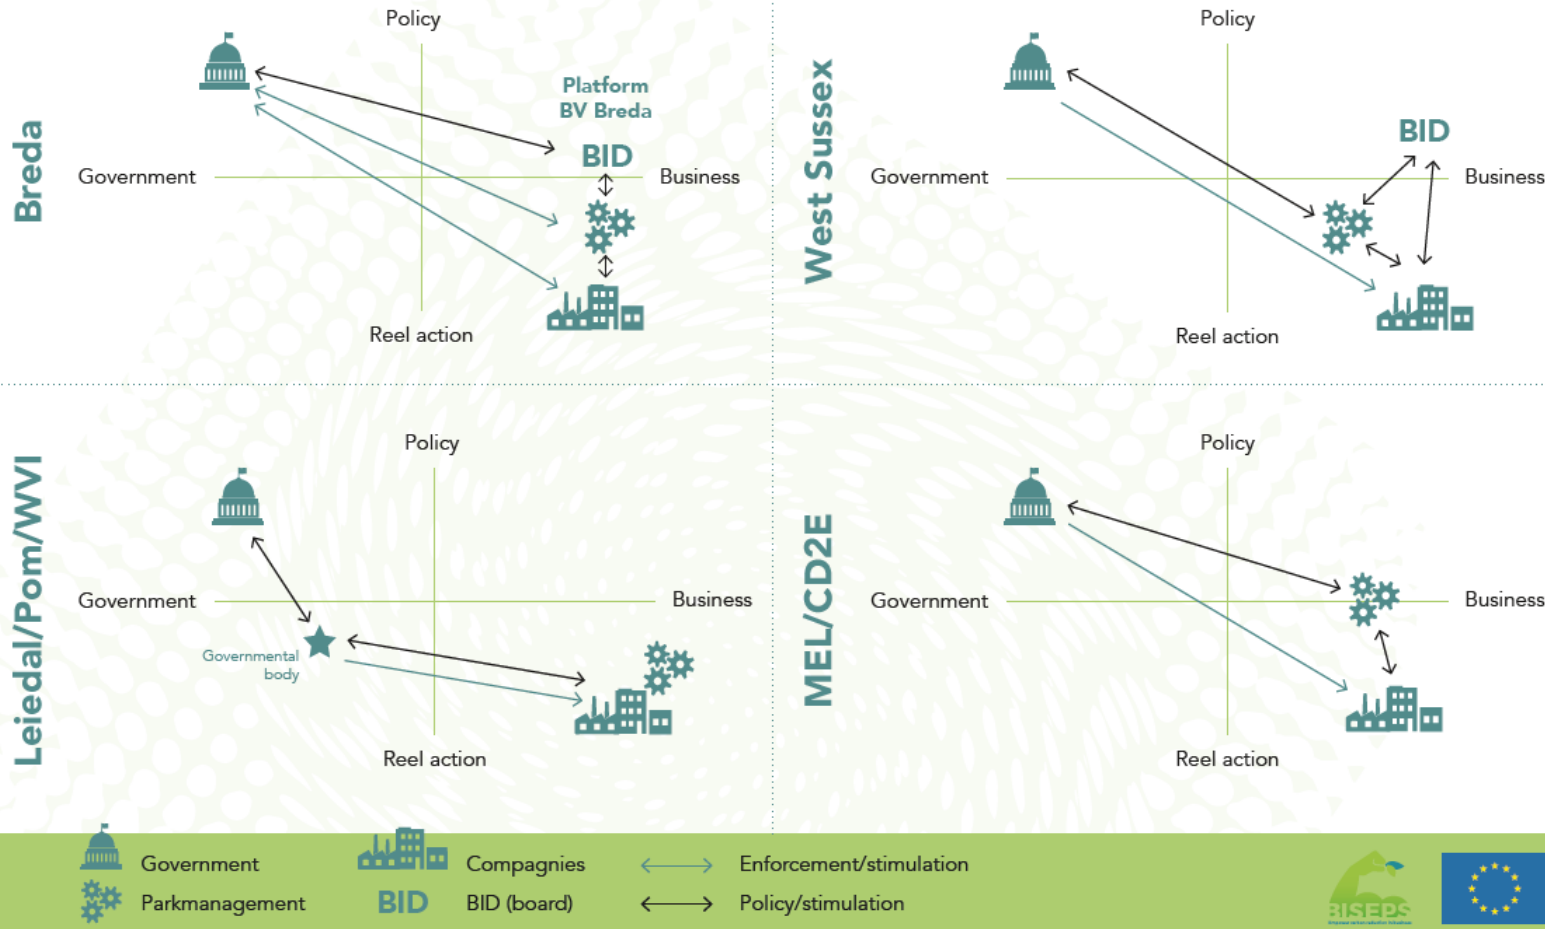 Breda
Policy
Platform
BV Breda
BID
Government
Business
Reel action
West Sussex
Policy
BID
Government
Business
Reel action
Leiedal/Pom/WVI
Policy
Government
Business
Governmental
body
Reel action
MEL/CD2E
Policy
Government
Business
Reel action
Government
Compagnies
Enforcement/stimulation
Parkmanagement
BID
BID (board)
Policy/stimulation
BISEPS